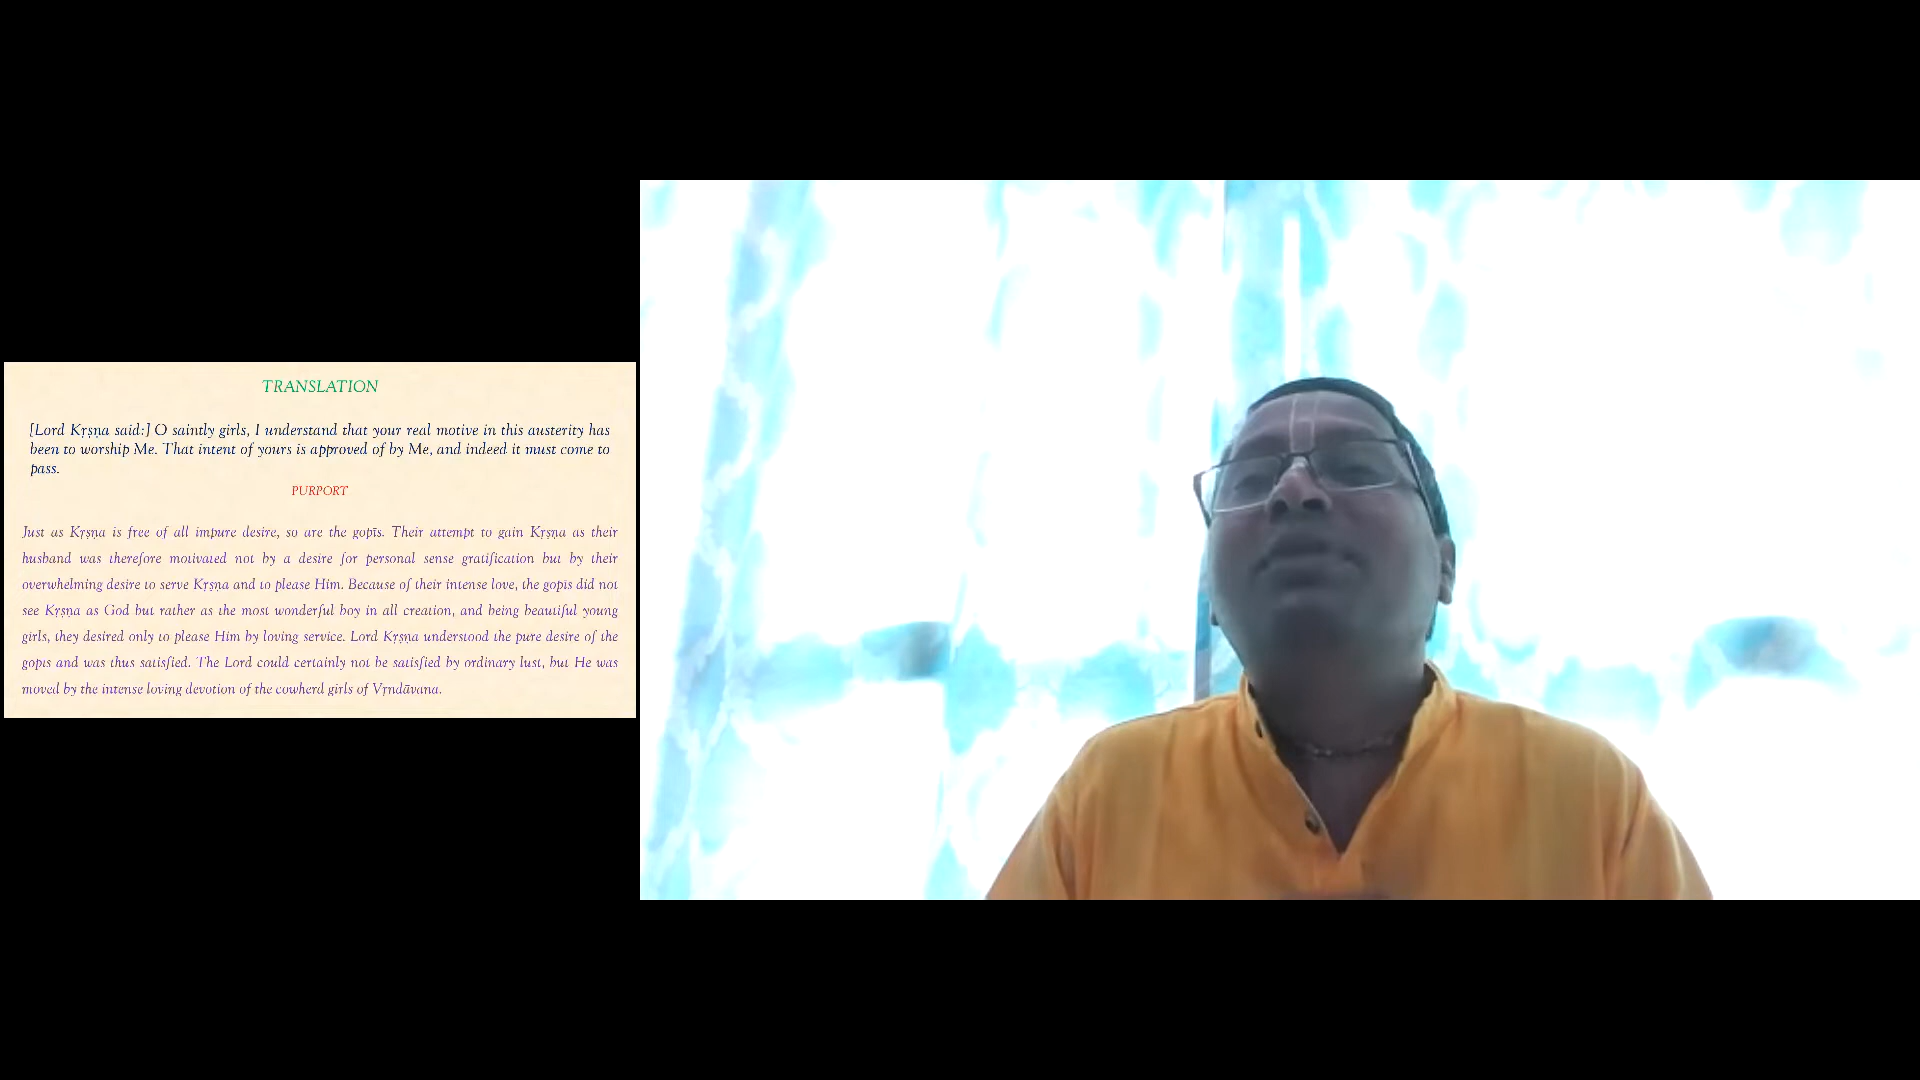 TRANSLATION
[Lord Kṛṣṇa said:] O saintly girls, I understand that your real motive in this austerity has
been to worship Me. That intent of yours is approved of by Me, and indeed it must come to
pass.
PURPORT
Just as Kṛṣṇa is free of all impure desire, so are the gopīs. Their attempt to gain Kṛṣṇa as their
husband was therefore motivated not by a desire for personal sense gratification but by their
overwhelming desire to serve Kṛṣṇa and to please Him. Because of their intense love, the gopīs did not
see Kṛṣṇa as God but rather as the most wonderful boy in all creation, and being beautiful young
girls, they desired only to please Him by loving service. Lord Kṛṣṇa understood the pure desire of the
gopīs and was thus satisfied. The Lord could certainly not be satisfied by ordinary lust, but He was
moved by the intense loving devotion of the cowherd girls of Vṛndāvana.